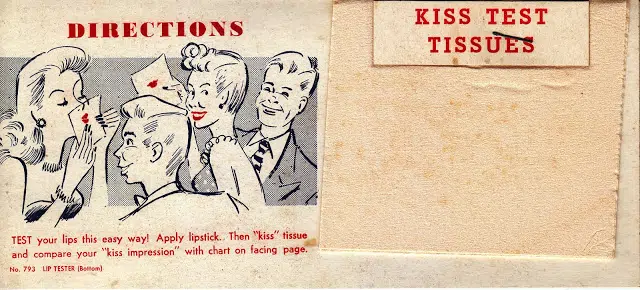 DIRECTIONS
TEST your lips this easy way! Apply lipstick.. Then "kiss" tissue
and compare your "kiss impression" with chart on facing page.
No. 793 LIP TESTER (Bottom)
KISS TEST
TISSUES